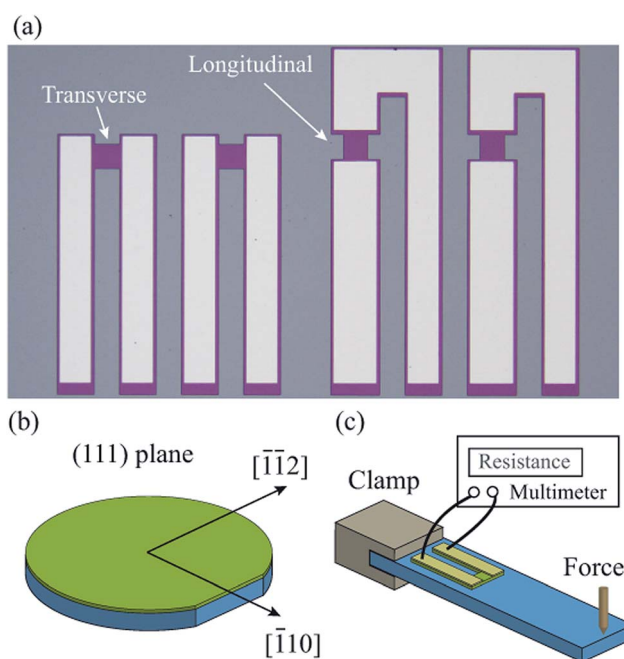 (a)
Longitudinal
Transverse
(b)
(c)
(111) plane
[1̅1̅2]
[1̅10]
Clamp
Resistance
Multimeter
Force